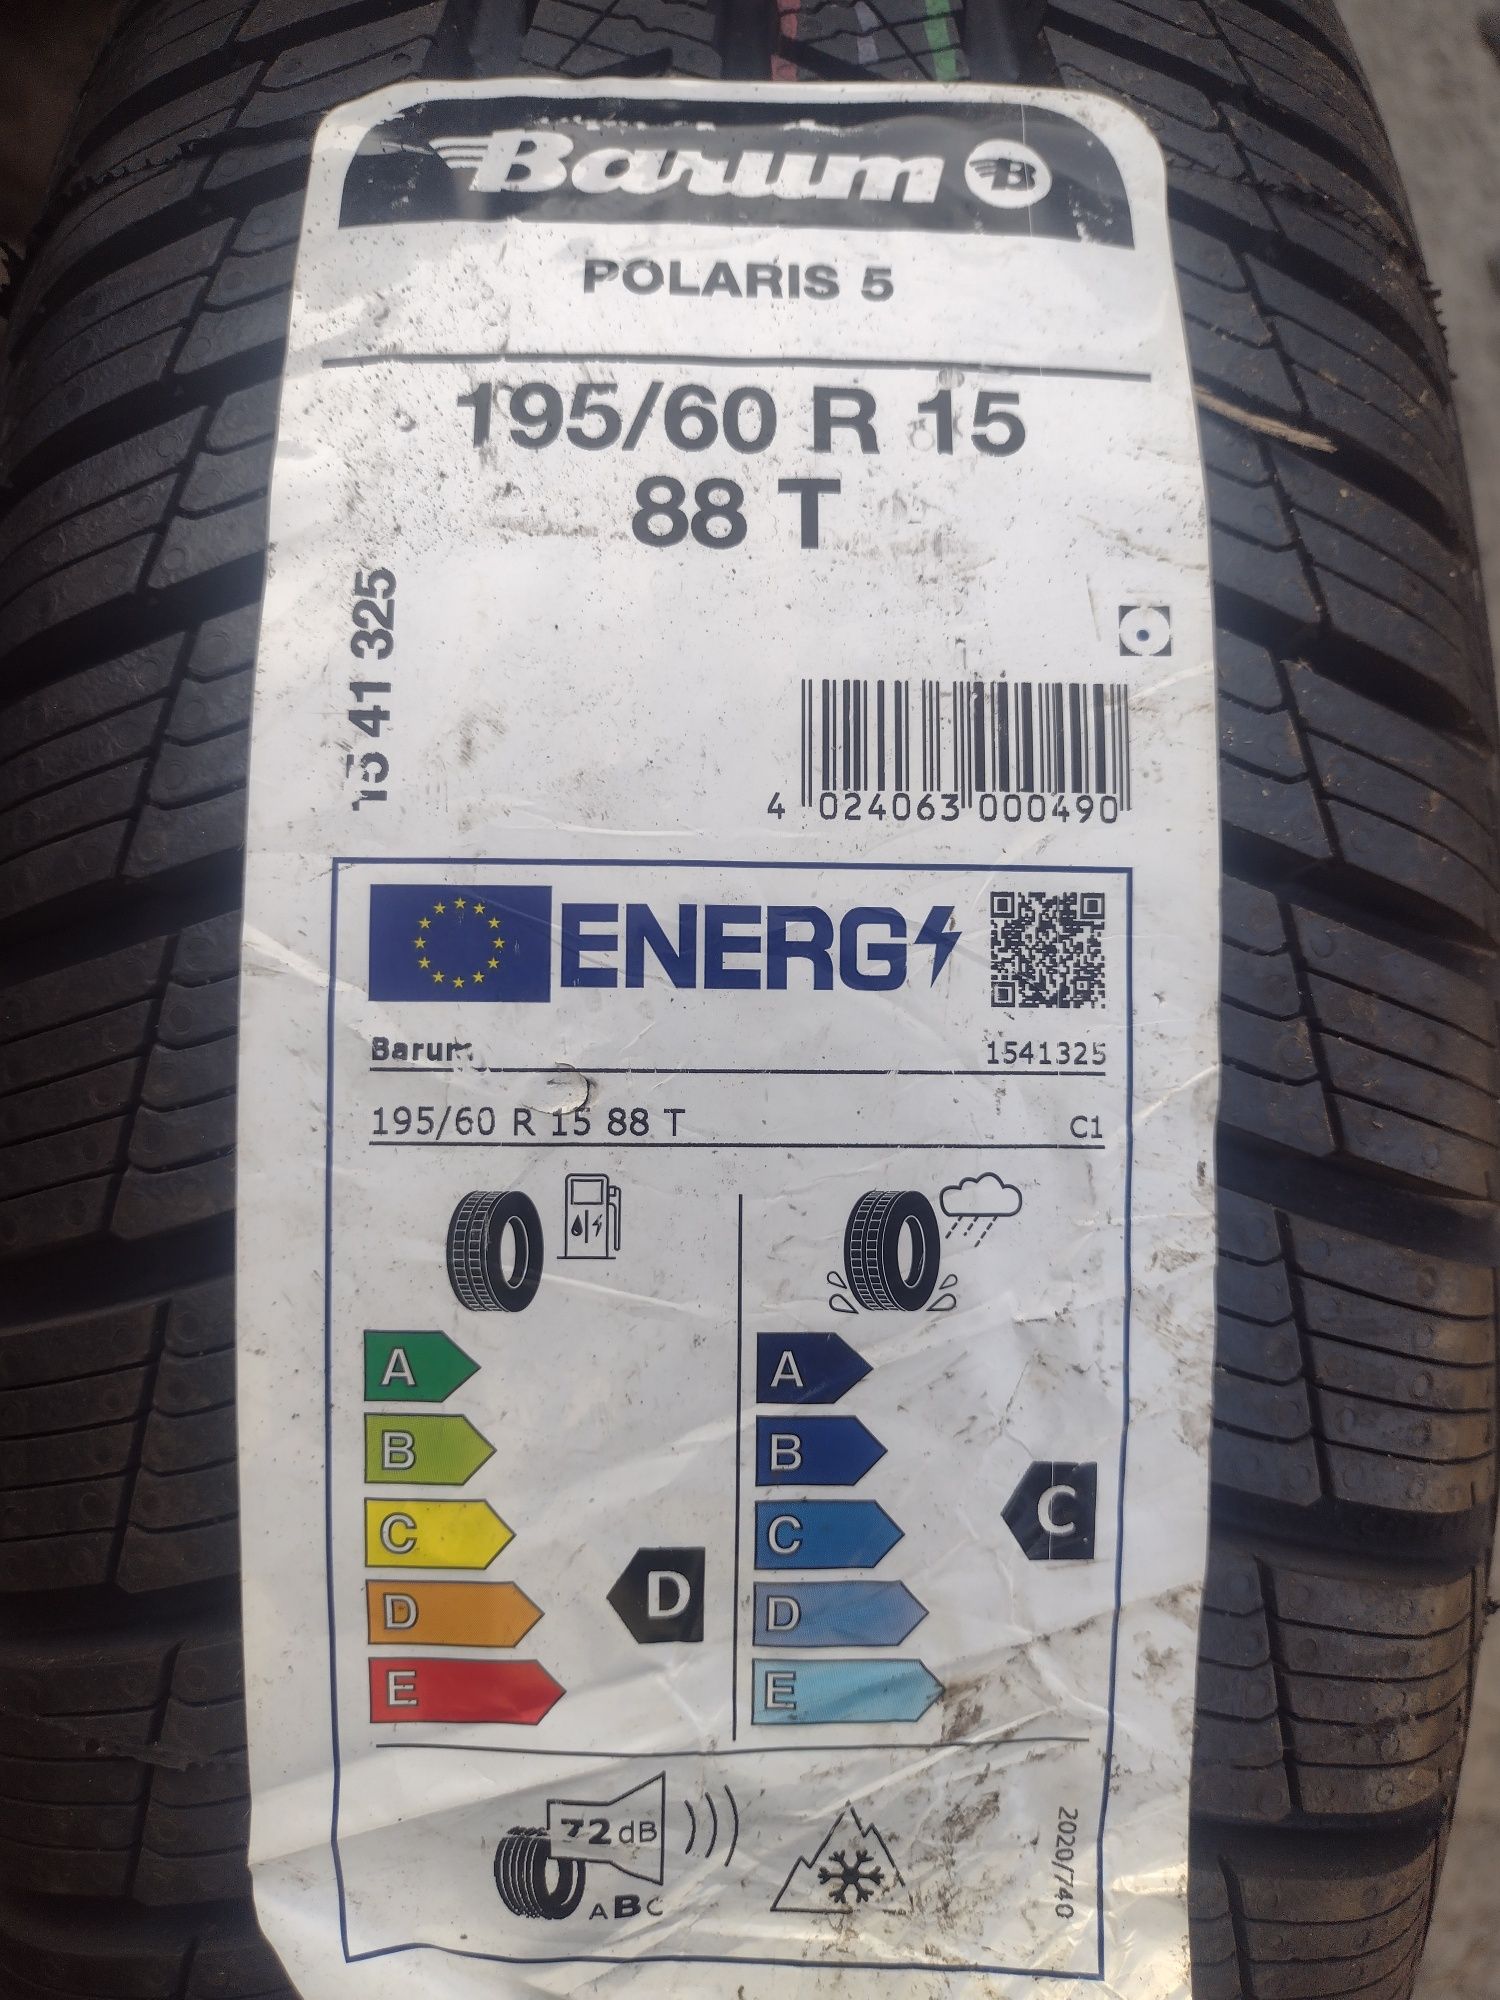 Barum B
POLARIS 5
195/60 R 15
88 T
15 41 325
4 024063 000490
ENERG
Barum
1541325
195/60 R 15 88 T
C1
A
B
C
D
E
D
A
B
C
D
E
C
72 dB
ABC
2020/740